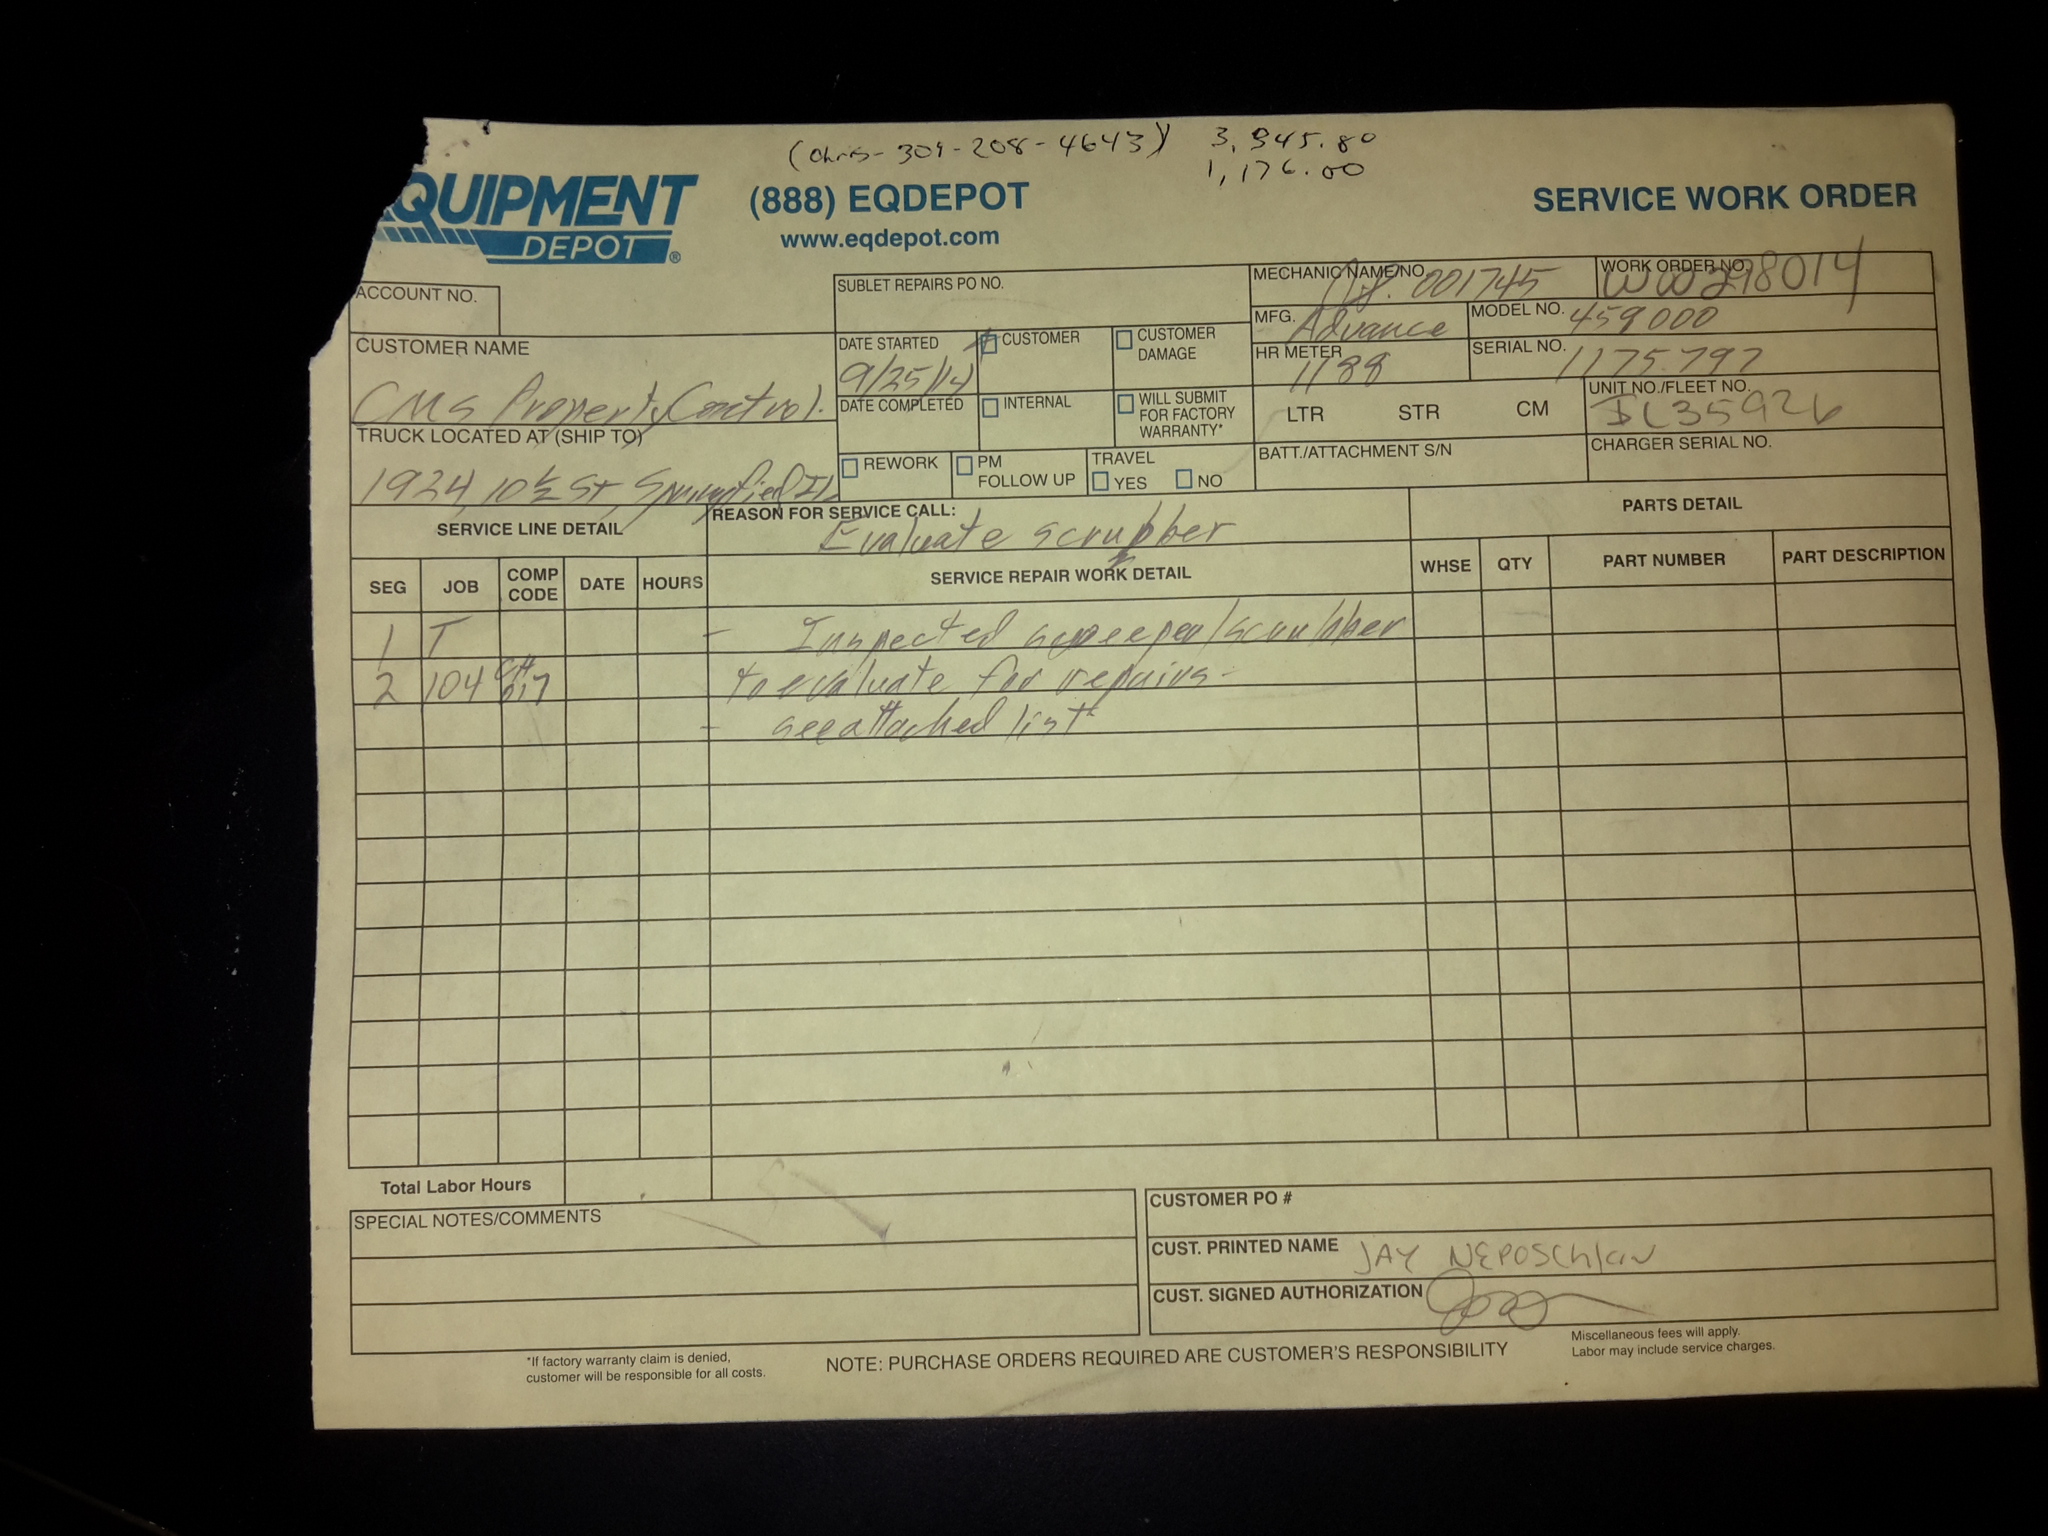 (Chris- 309-208-4643) 3,945.80
1,176.00
EQUIPMENT
DEPOT®
(888) EQDEPOT
www.eqdepot.com
SERVICE WORK ORDER
ACCOUNT NO.
SUBLET REPAIRS PO NO.
MECHANIC NAME/NO. 001745
WORK ORDER NO. WW298014
MFG. Advance
MODEL NO. 459000
CUSTOMER NAME
CMS Property Control.
DATE STARTED
9/25/14
CUSTOMER
CUSTOMER DAMAGE
HR METER
1188
SERIAL NO. 1175797
DATE COMPLETED
INTERNAL
WILL SUBMIT FOR FACTORY WARRANTY*
LTR STR CM
UNIT NO./FLEET NO.
35926
TRUCK LOCATED AT (SHIP TO)
1924, 10 1/2 St, Springfield IL
REWORK
PM FOLLOW UP
TRAVEL
YES NO
BATT./ATTACHMENT S/N
CHARGER SERIAL NO.
SERVICE LINE DETAIL
REASON FOR SERVICE CALL:
Evaluate scrubber
PARTS DETAIL
SEG JOB COMP CODE DATE HOURS SERVICE REPAIR WORK DETAIL WHSE QTY PART NUMBER PART DESCRIPTION
1 T - Inspected sweeper/scrubber
2 104 to evaluate for repairs-
- see attached list
Total Labor Hours
SPECIAL NOTES/COMMENTS
CUSTOMER PO #
CUST. PRINTED NAME JAY
CUST. SIGNED AUTHORIZATION
*If factory warranty claim is denied,
customer will be responsible for all costs.
NOTE: PURCHASE ORDERS REQUIRED ARE CUSTOMER'S RESPONSIBILITY
Miscellaneous fees will apply.
Labor may include service charges.